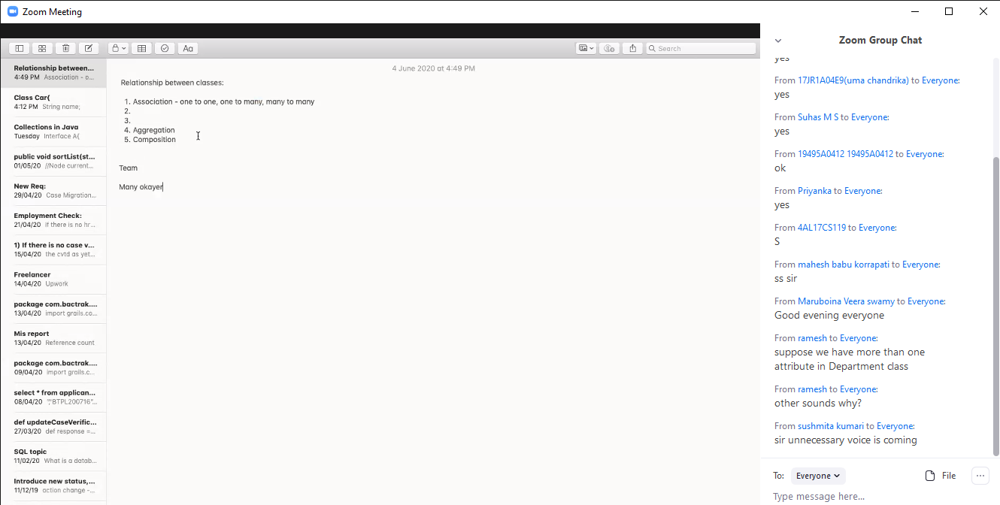 Zoom Meeting
Aa
Search
Relationship between...
4:49 PM Association - o...
Class Car{
4:12 PM String name;
Collections in Java
Tuesday Interface A{
public void sortList(st...
01/05/20 //Node current...
New Req:
29/04/20 Case Migration...
Employment Check:
21/04/20 If there is no hr...
1) If there is no case v...
15/04/20 the cvtd as yet...
Freelancer
14/04/20 Upwork
package com.bactrak....
13/04/20 import grails.co...
Mis report
13/04/20 Reference count
package com.bactrak....
09/04/20 import grails.c...
select * from applican...
08/04/20 "',"BTPL200716"...
def updateCaseVerific...
27/03/20 def response =...
SQL topic
11/02/20 What is a datab...
Introduce new status,...
11/12/19 action change -...
4 June 2020 at 4:49 PM
Relationship between classes:
1. Association - one to one, one to many, many to many
2.
3.
4. Aggregation
5. Composition
Team
Many okayer
Zoom Group Chat
yes
From 17JR1A04E9(uma chandrika) to Everyone:
yes
From Suhas M S to Everyone:
yes
From 19495A0412 19495A0412 to Everyone:
ok
From Priyanka to Everyone:
yes
From 4AL17CS119 to Everyone:
S
From mahesh babu korrapati to Everyone:
ss sir
From Maruboina Veera swamy to Everyone:
Good evening everyone
From ramesh to Everyone:
suppose we have more than one
attribute in Department class
From ramesh to Everyone:
other sounds why?
From sushmita kumari to Everyone:
sir unnecessary voice is coming
To: Everyone
File
Type message here...